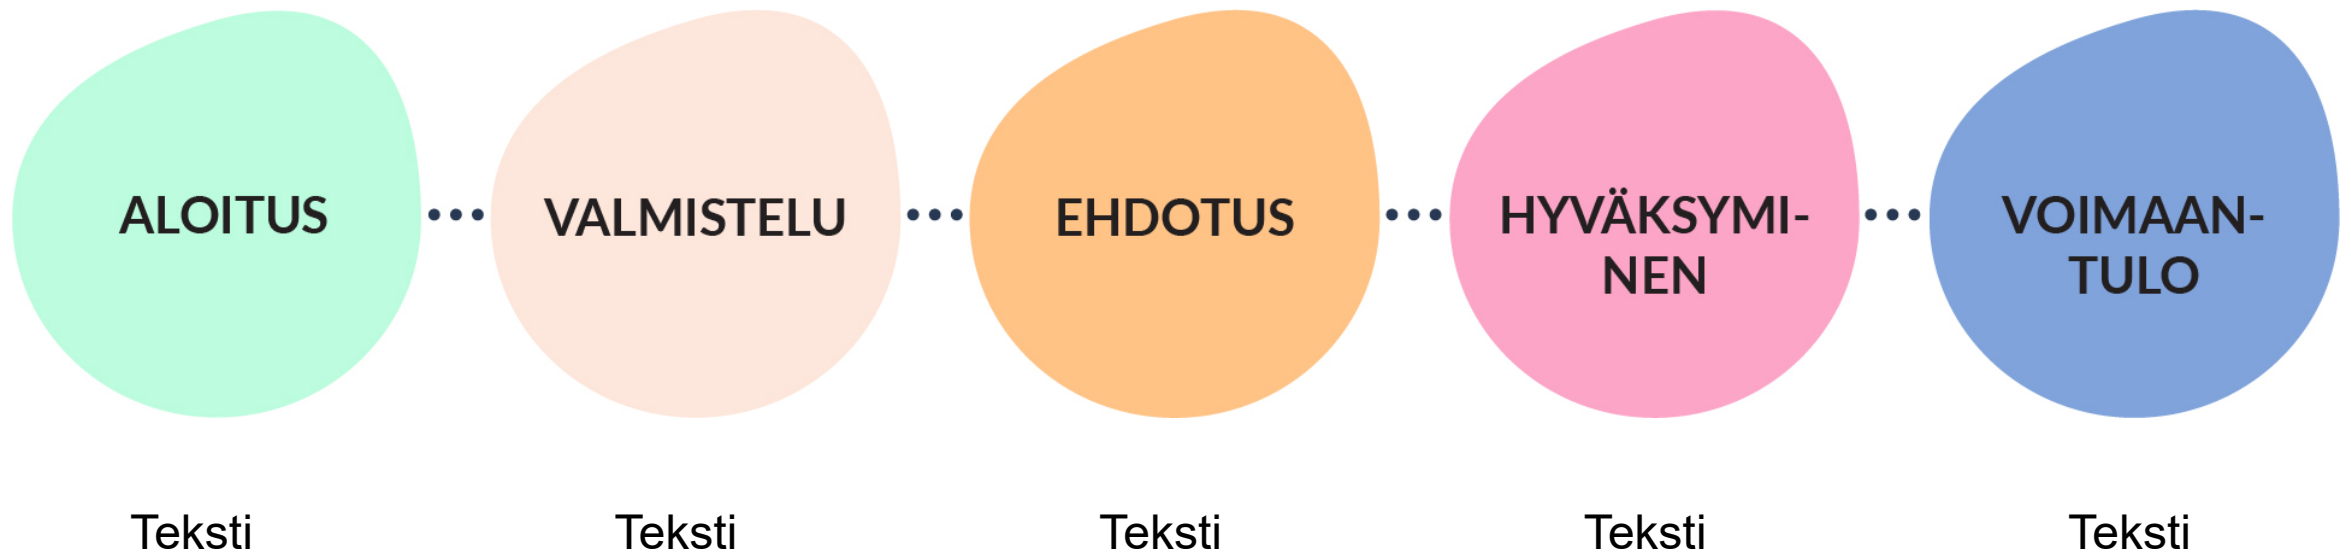 ALOITUS
VALMISTELU
EHDOTUS
HYVÄKSYMI-
NEN
VOIMAAN-
TULO
Teksti
Teksti
Teksti
Teksti
Teksti